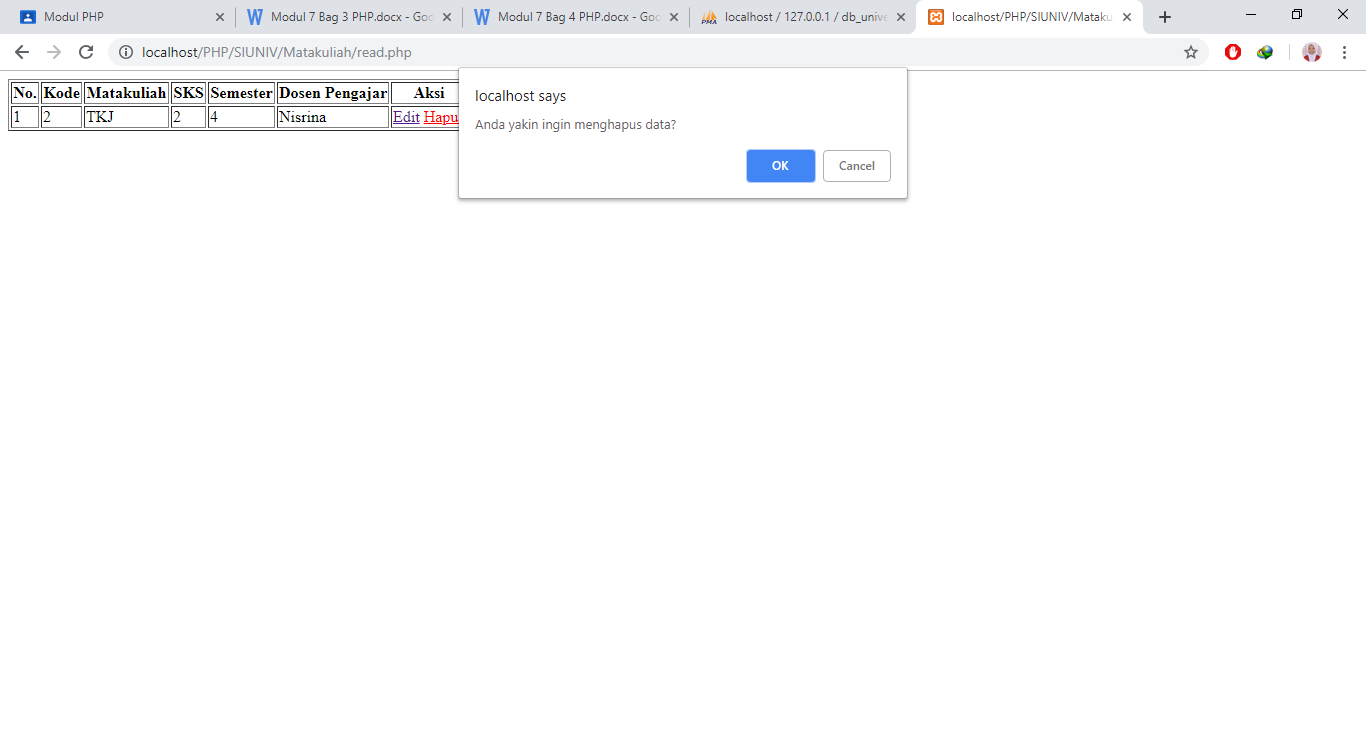 Modul PHP
Modul 7 Bag 3 PHP.docx - Goo
Modul 7 Bag 4 PHP.docx - Goo
localhost / 127.0.0.1 / db_unive
localhost/PHP/SIUNIV/Mataku
localhost/PHP/SIUNIV/Matakuliah/read.php
No. Kode Matakuliah SKS Semester Dosen Pengajar Aksi
1 2 TKJ 2 4 Nisrina Edit Hapu
localhost says
Anda yakin ingin menghapus data?
OK Cancel